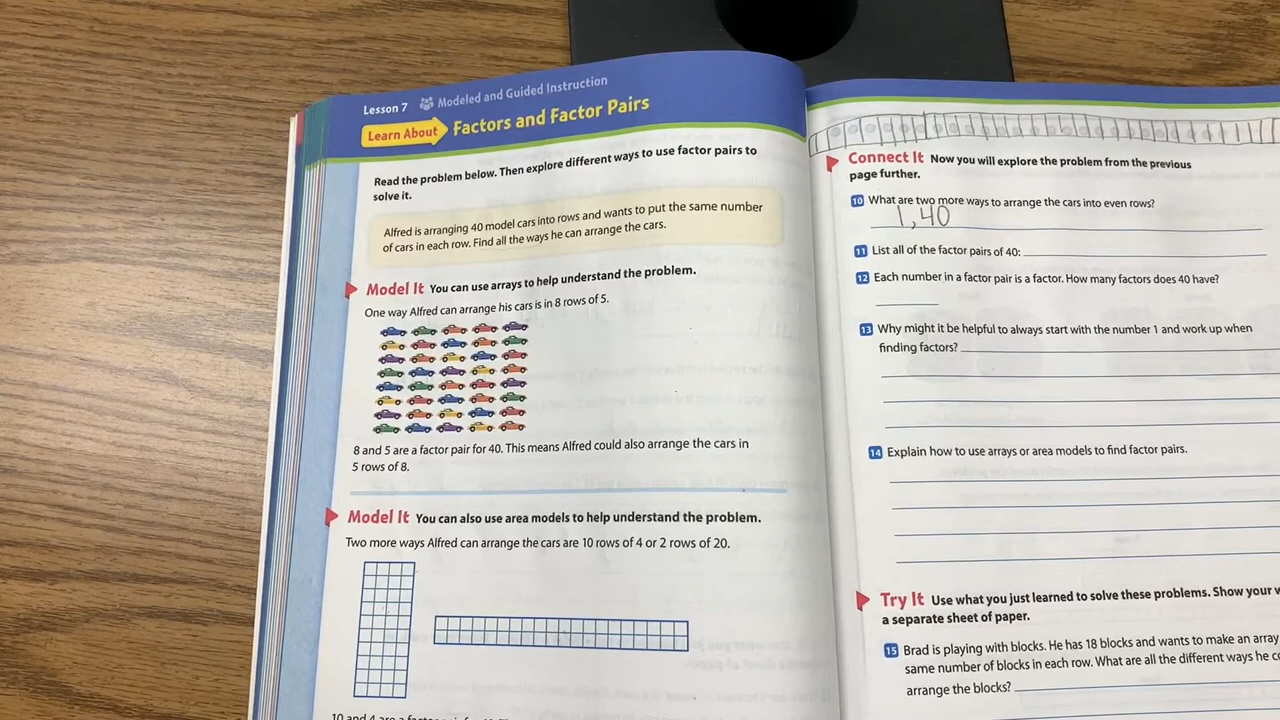 Lesson 7 Modeled and Guided Instruction
Learn About Factors and Factor Pairs
Read the problem below. Then explore different ways to use factor pairs to
solve it.
Alfred is arranging 40 model cars into rows and wants to put the same number
of cars in each row. Find all the ways he can arrange the cars.
Model It You can use arrays to help understand the problem.
One way Alfred can arrange his cars is in 8 rows of 5.
8 and 5 are a factor pair for 40. This means Alfred could also arrange the cars in
5 rows of 8.
Model It You can also use area models to help understand the problem.
Two more ways Alfred can arrange the cars are 10 rows of 4 or 2 rows of 20.
10 and 4 are a factor
Connect It Now you will explore the problem from the previous
page further.
10 What are two more ways to arrange the cars into even rows?
1,40
11 List all of the factor pairs of 40:
12 Each number in a factor pair is a factor. How many factors does 40 have?
13 Why might it be helpful to always start with the number 1 and work up when
finding factors?
14 Explain how to use arrays or area models to find factor pairs.
Try It Use what you just learned to solve these problems. Show your
a separate sheet of paper.
15 Brad is playing with blocks. He has 18 blocks and wants to make an array
same number of blocks in each row. What are all the different ways he
arrange the blocks?